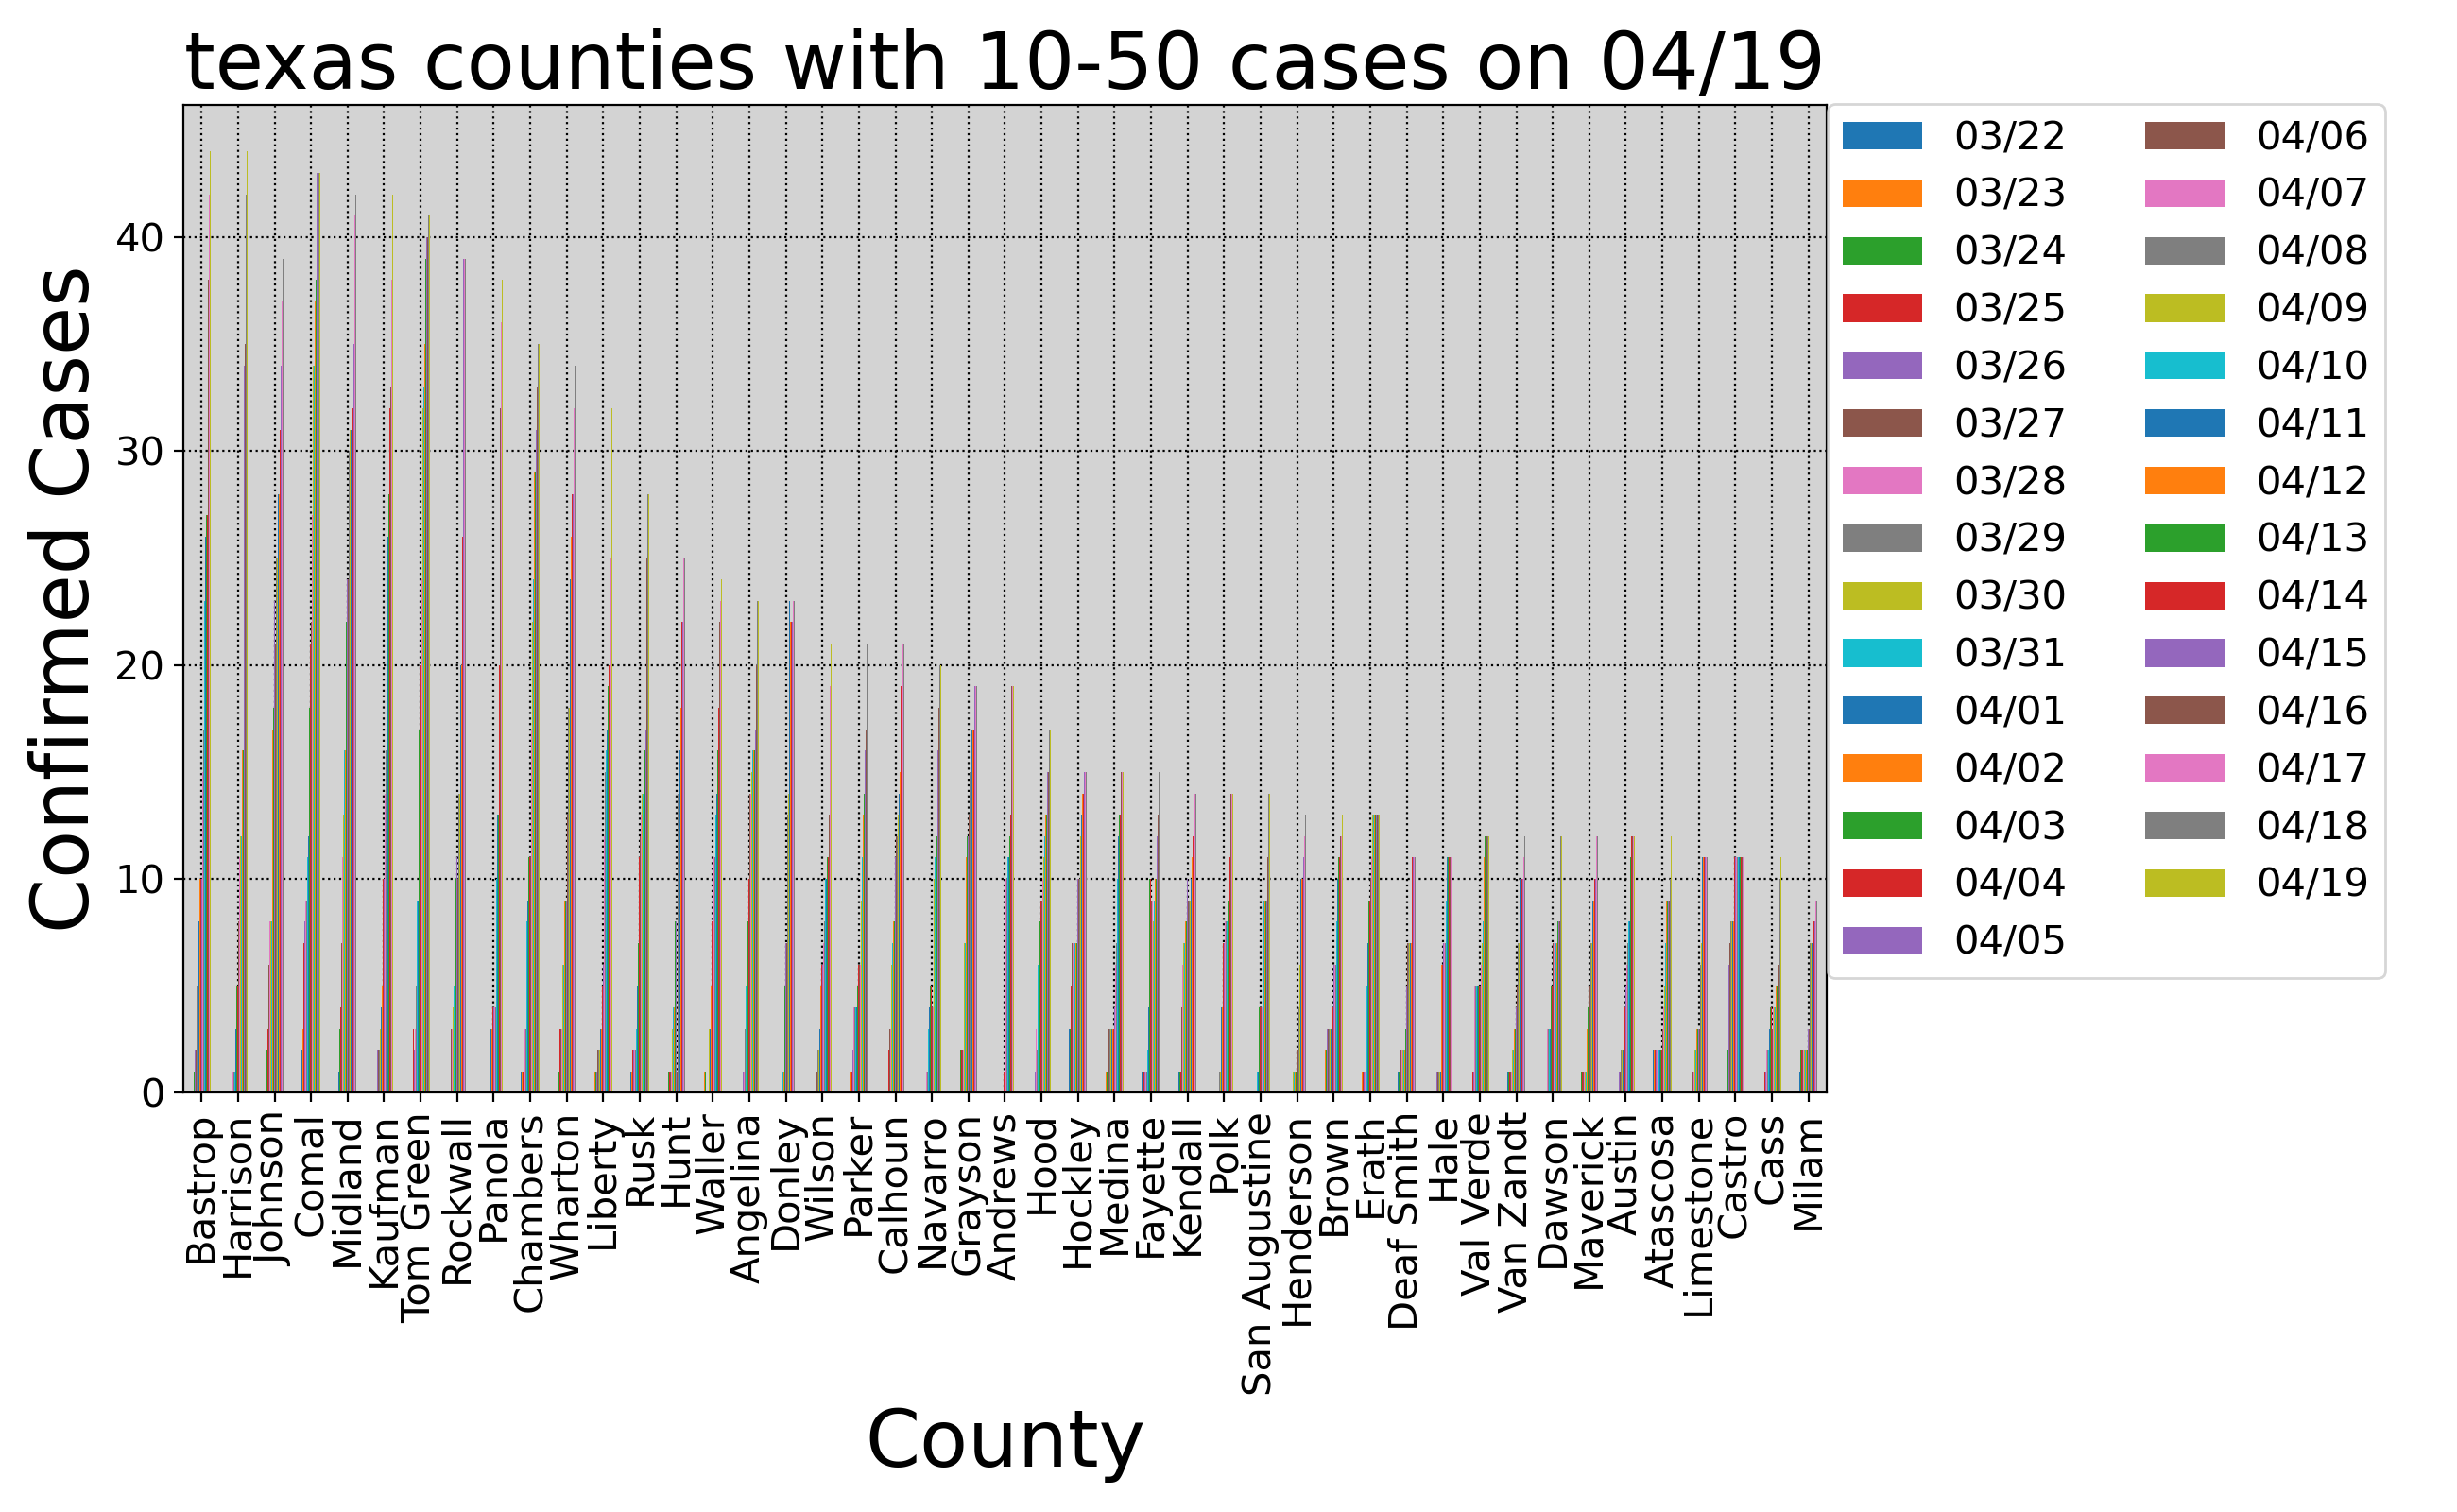 texas counties with 10-50 cases on 04/19
Confirmed Cases
40
30
20
10
0
Bastrop
Harrison
Johnson
Comal
Midland
Kaufman
Tom Green
Rockwall
Panola
Chambers
Wharton
Liberty
Rusk
Hunt
Waller
Angelina
Donley
Wilson
Parker
Calhoun
Navarro
Grayson
Andrews
Hood
Hockley
Medina
Fayette
Kendall
Polk
San Augustine
Henderson
Brown
Erath
Deaf Smith
Hale
Val Verde
Van Zandt
Dawson
Maverick
Austin
Atascosa
Limestone
Castro
Cass
Milam
County
03/22
03/23
03/24
03/25
03/26
03/27
03/28
03/29
03/30
03/31
04/01
04/02
04/03
04/04
04/05
04/06
04/07
04/08
04/09
04/10
04/11
04/12
04/13
04/14
04/15
04/16
04/17
04/18
04/19